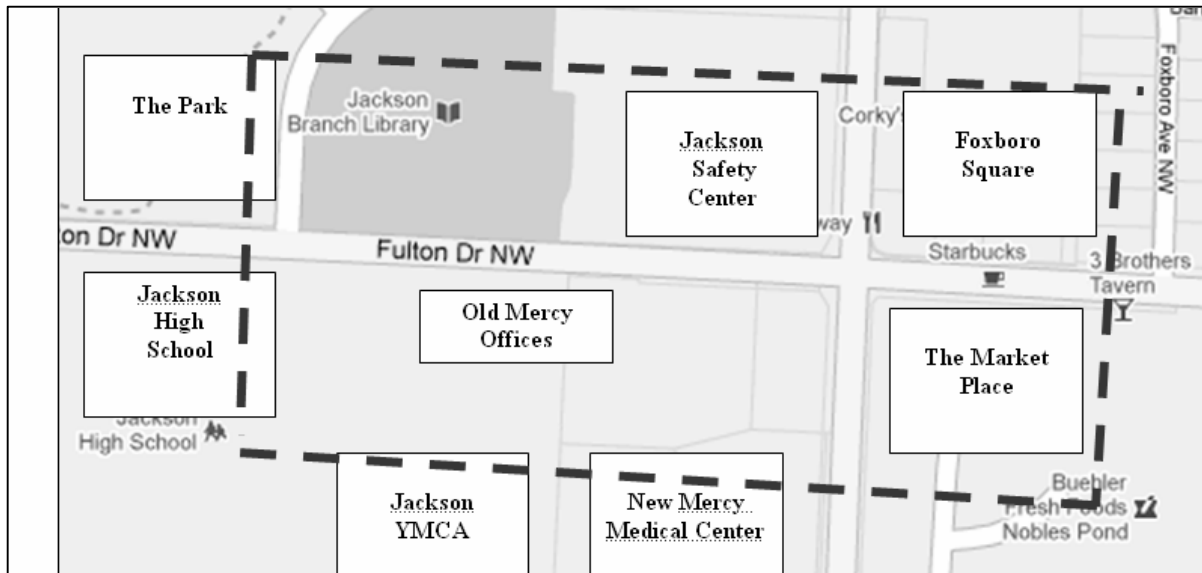 The Park
Jackson
Branch Library
Jackson
Safety
Center
Corky's
Foxboro
Square
Foxboro Ave NW
ton Dr NW
Fulton Dr NW
way
Starbucks
3 Brothers
Tavern
Jackson
High
School
Old Mercy
Offices
The Market
Place
Jackson
High School
Jackson
YMCA
New Mercy
Medical Center
Buehler
Fresh Foods
Nobles Pond